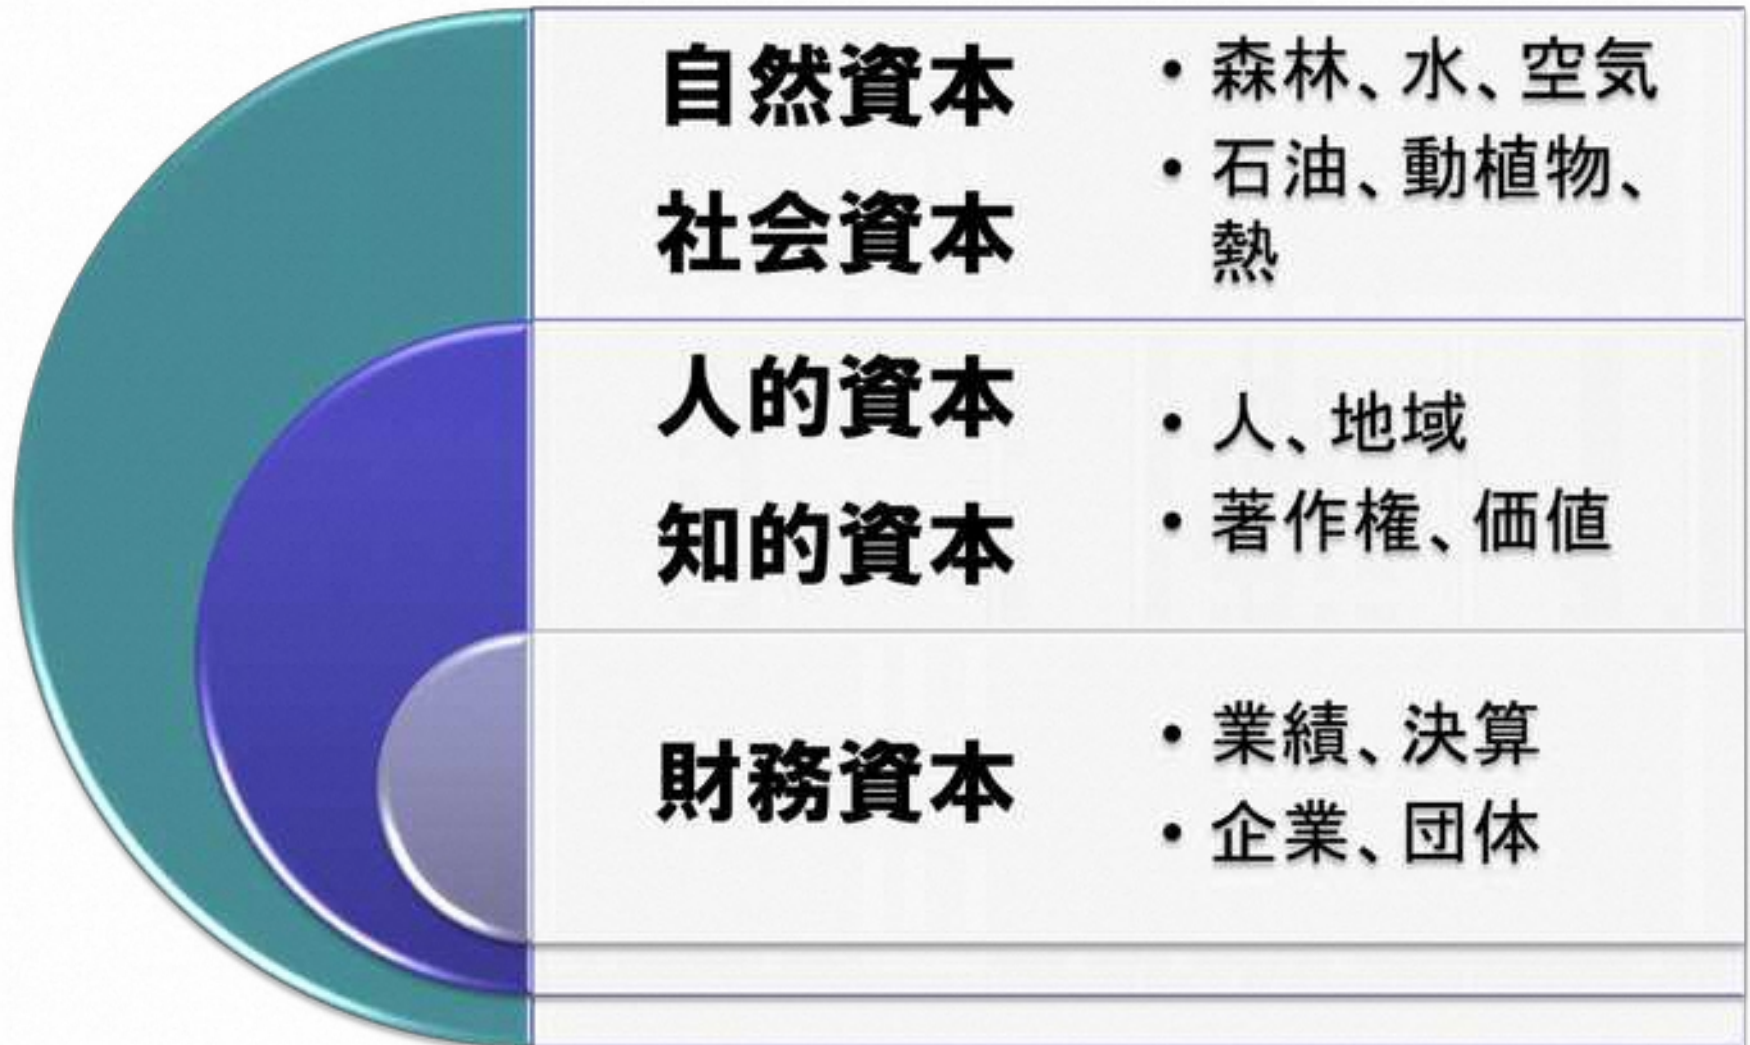 自然資本
社会資本
• 森林、水、空気
• 石油、動植物、
熱
人的資本
知的資本
• 人、地域
• 著作権、価値
財務資本
• 業績、決算
• 企業、団体